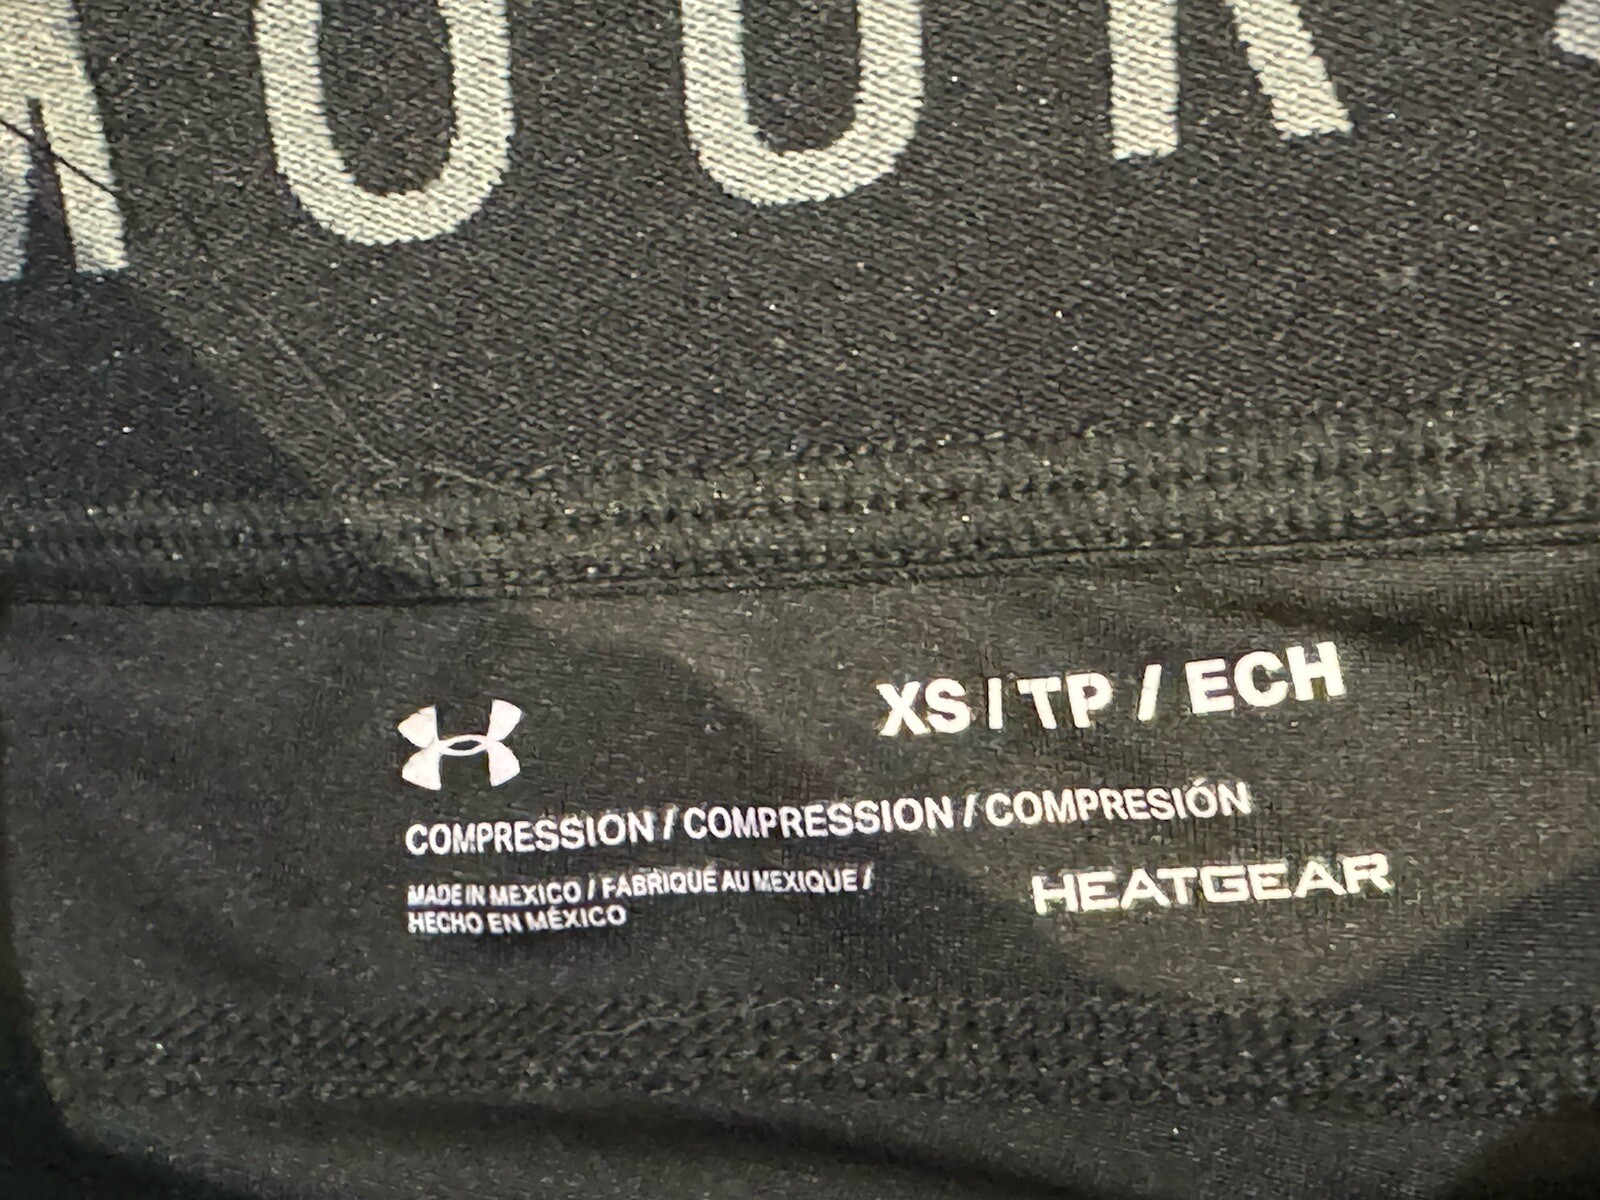 XS / TP / ECH
COMPRESSION / COMPRESSION / COMPRESIÓN
MADE IN MEXICO / FABRIQUÉ AU MEXIQUE /
HECHO EN MÉXICO
HEATGEAR